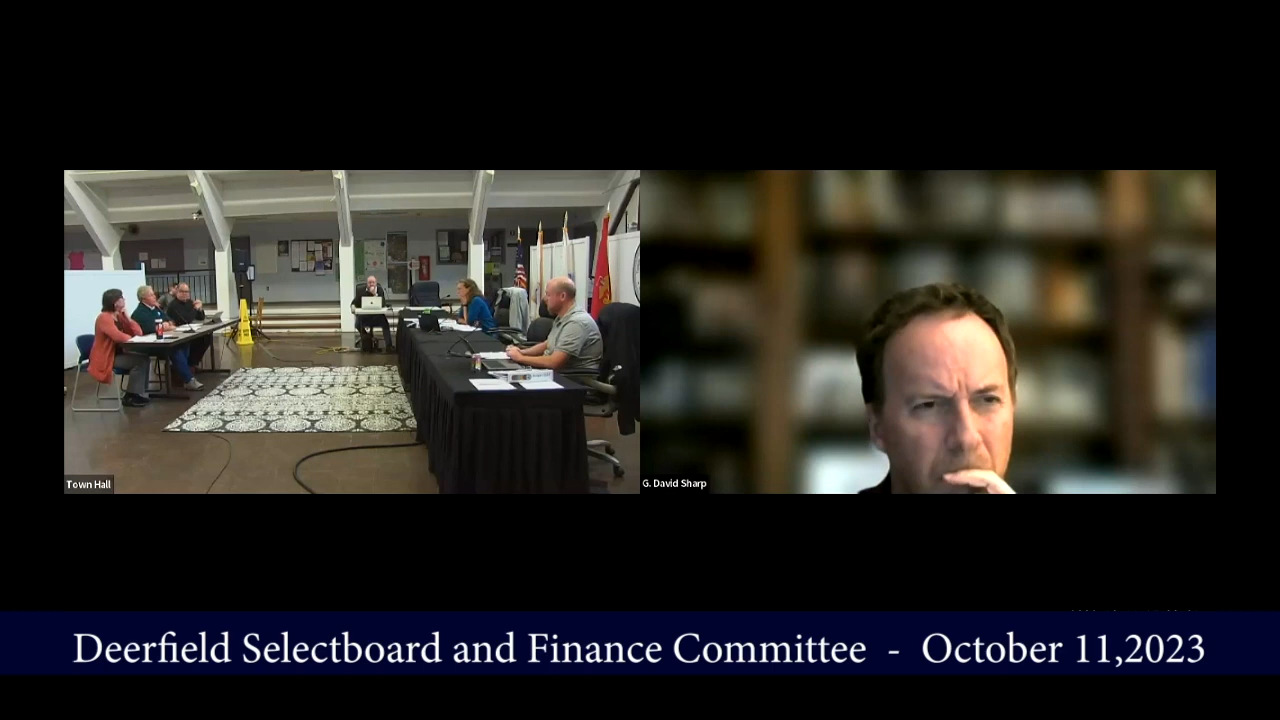 Town Hall
G. David Sharp
Deerfield Selectboard and Finance Committee - October 11,2023